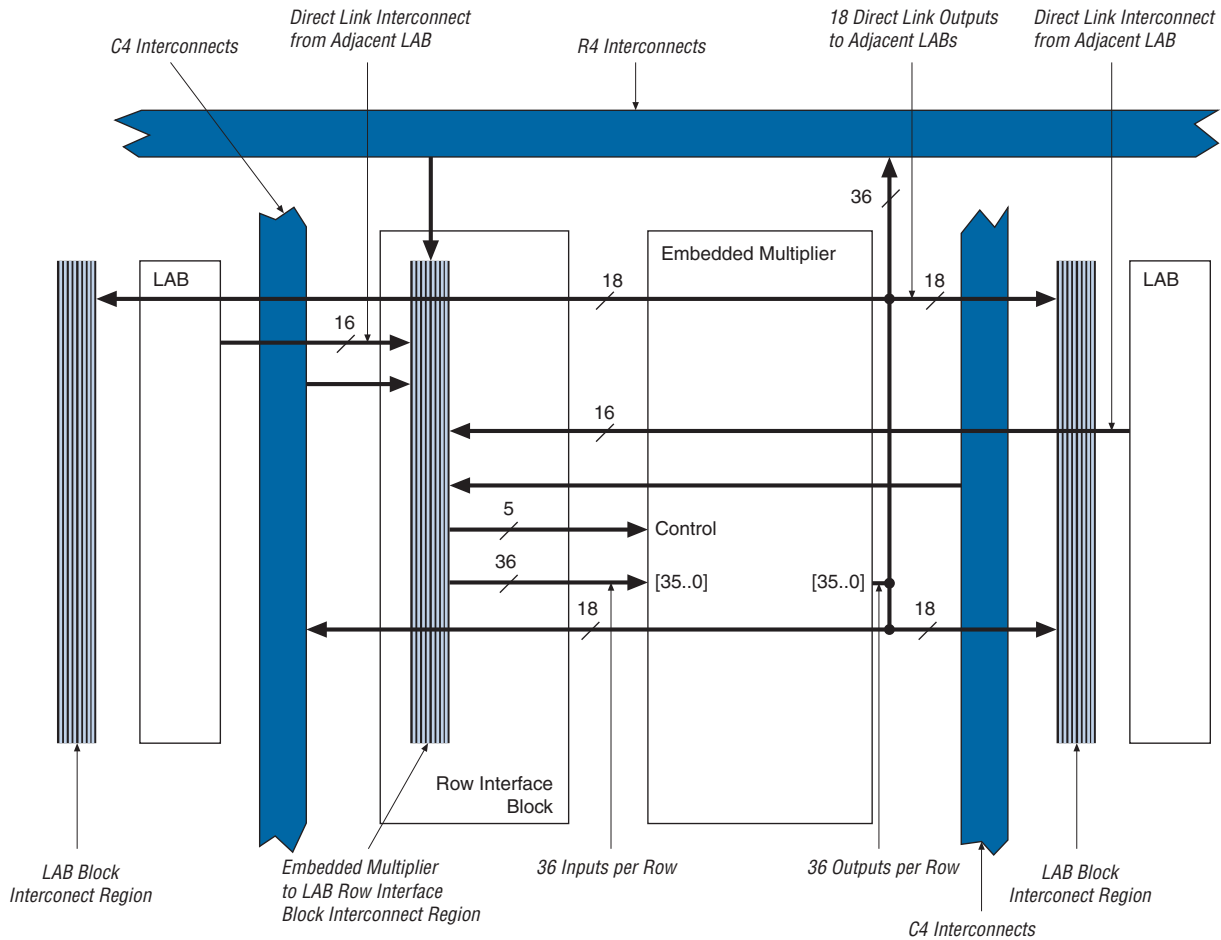 Direct Link Interconnect
from Adjacent LAB
18 Direct Link Outputs
to Adjacent LABs
Direct Link Interconnect
from Adjacent LAB
C4 Interconnects
R4 Interconnects
36
LAB
Embedded Multiplier
LAB
18
18
16
16
5
Control
36
[35..0]
[35..0]
18
18
Row Interface
Block
LAB Block
Interconect Region
Embedded Multiplier
to LAB Row Interface
Block Interconnect Region
36 Inputs per Row
36 Outputs per Row
LAB Block
Interconect Region
C4 Interconnects